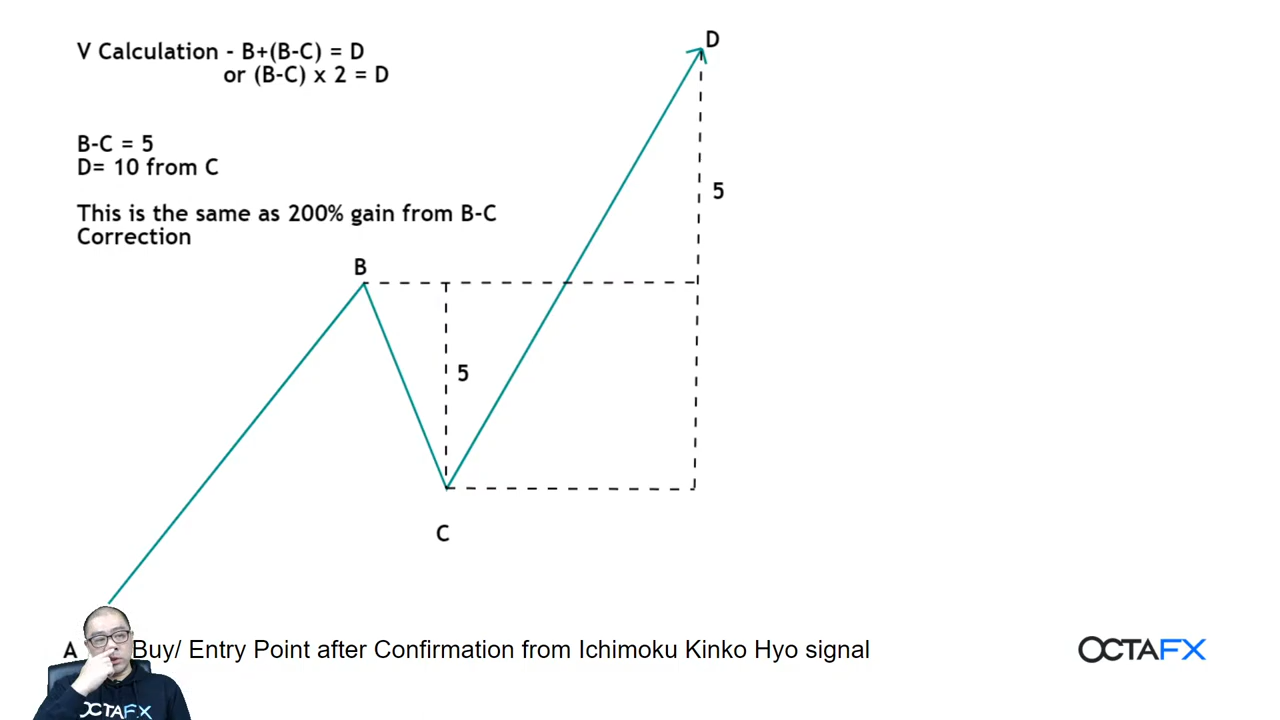 D
V Calculation - B+(B-C) = D
or (B-C) x 2 = D
B-C = 5
D= 10 from C
5
This is the same as 200% gain from B-C
Correction
B
5
C
A
Buy/ Entry Point after Confirmation from Ichimoku Kinko Hyo signal
OCTAFX
OCTAFX